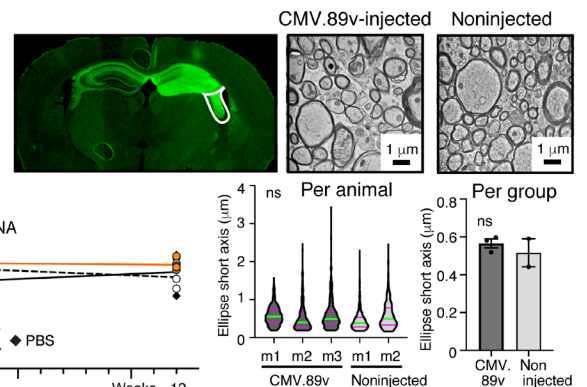 CMV.89v-injected
Noninjected
1 μm
1 μm
NA
PBS
12
Per animal
ns
Ellipse short axis (μm)
4
3
2
1
0
m1 m2 m3 m1 m2
CMV.89v Noninjected
Per group
ns
Ellipse short axis (μm)
0.8
0.6
0.4
0.2
0
CMV.
89v
Non
injected